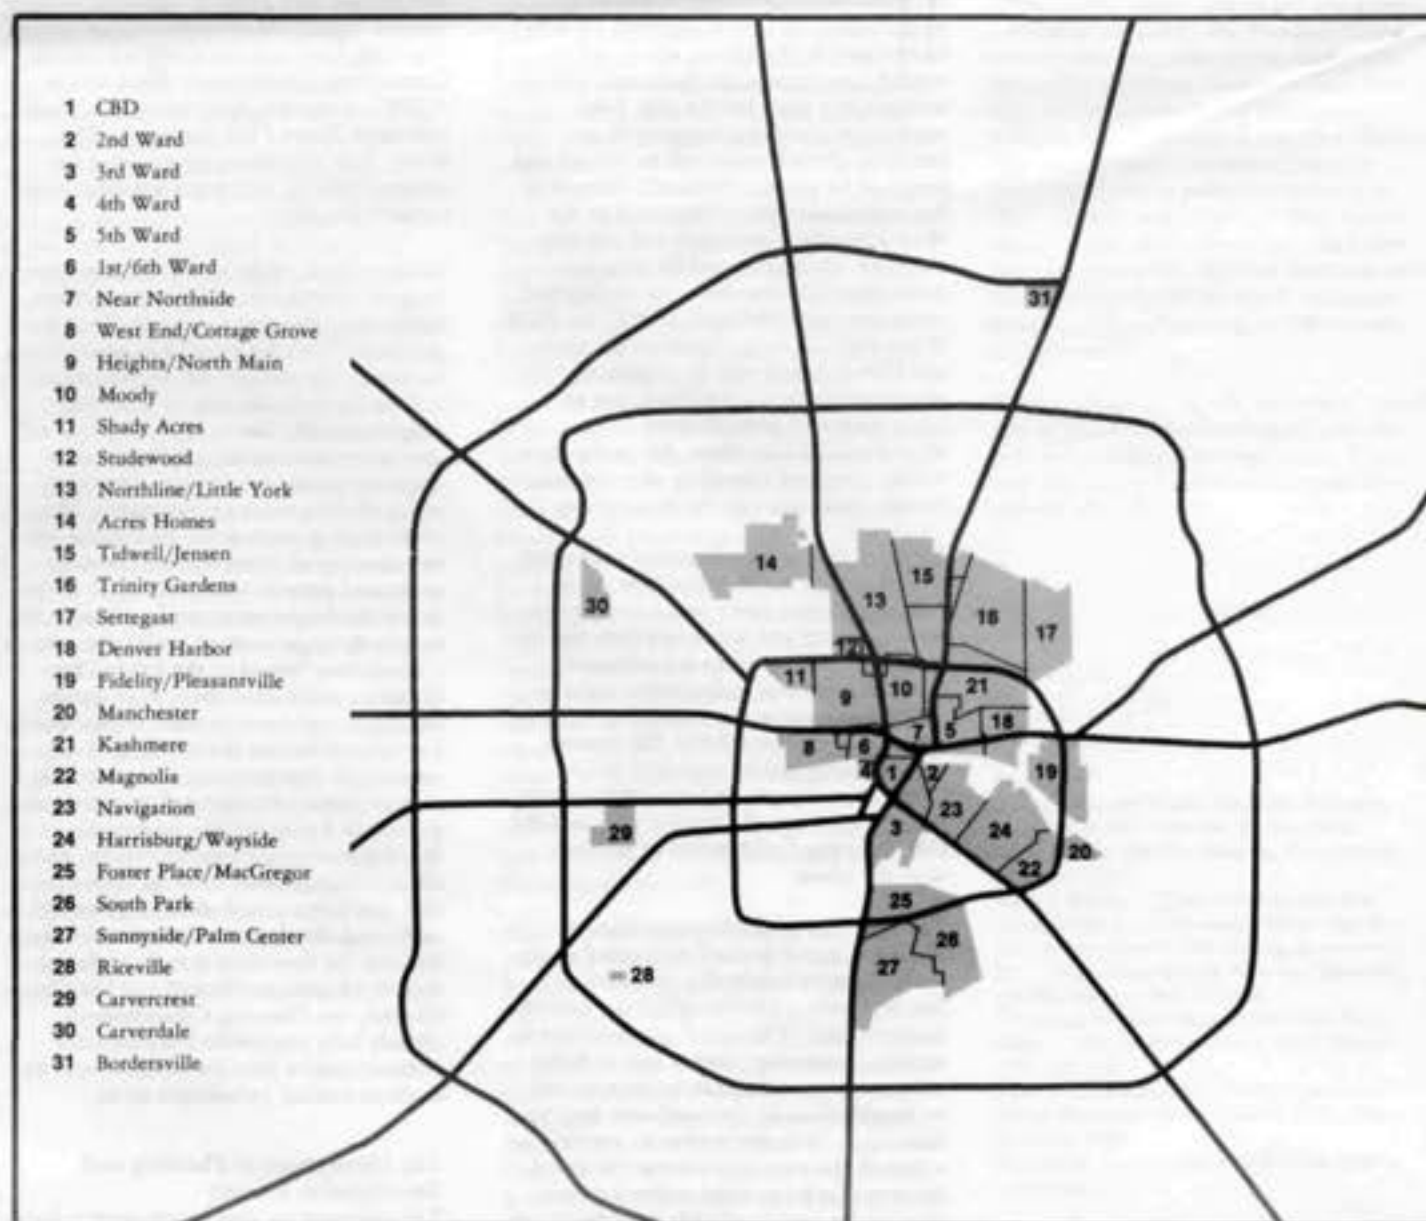 1 CBD
2 2nd Ward
3 3rd Ward
4 4th Ward
5 5th Ward
6 1st/6th Ward
7 Near Northside
8 West End/Cottage Grove
9 Heights/North Main
10 Moody
11 Shady Acres
12 Studewood
13 Northline/Little York
14 Acres Homes
15 Tidwell/Jensen
16 Trinity Gardens
17 Settegast
18 Denver Harbor
19 Fidelity/Pleasantville
20 Manchester
21 Kashmere
22 Magnolia
23 Navigation
24 Harrisburg/Wayside
25 Foster Place/MacGregor
26 South Park
27 Sunnyside/Palm Center
28 Riceville
29 Carvercrest
30 Carverdale
31 Bordersville
31
14
15
13
30
16
17
12
11
10
21
9
7
5
18
8
6
4
1
2
19
23
3
24
29
20
22
25
26
27
28